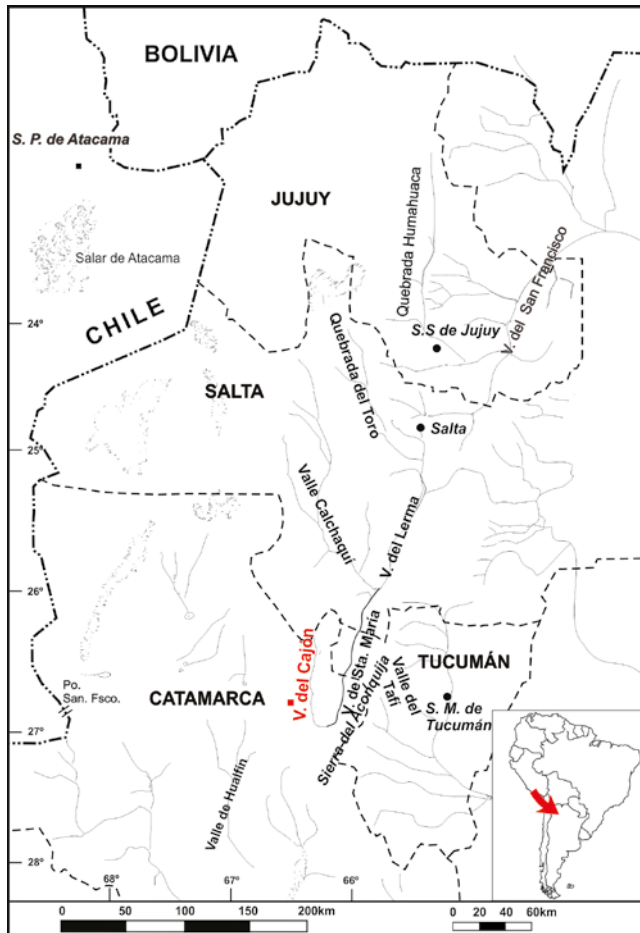 BOLIVIA
S. P. de Atacama
JUJUY
Quebrada Humahuaca
V. del San Francisco
Salar de Atacama
CHILE
24°
S.S de Jujuy
Quebrada del Toro
SALTA
Salta
25°
Valle Calchaqui
V. del Lerma
26°
V. del Cajón
V. de Sta. María
Sierra del Aconquija
Valle del
Tafí
TUCUMÁN
Po.
San. Fsco.
CATAMARCA
S. M. de
Tucumán
27°
Valle de Hualfín
28°
68°
67°
66°
0 50 100 150 200km
0 20 40 60km